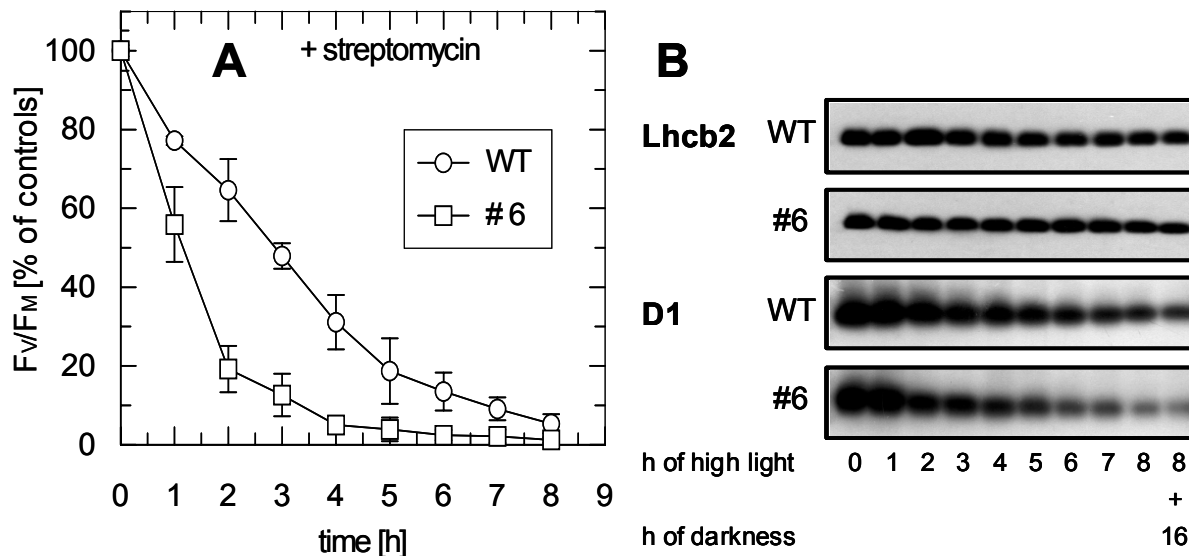 A
+ streptomycin
Fv/FM [% of controls]
100
80
60
40
20
0
WT
#6
0 1 2 3 4 5 6 7 8 9
time [h]
B
Lhcb2 WT
#6
D1 WT
#6
h of high light 0 1 2 3 4 5 6 7 8 8
+
h of darkness 16